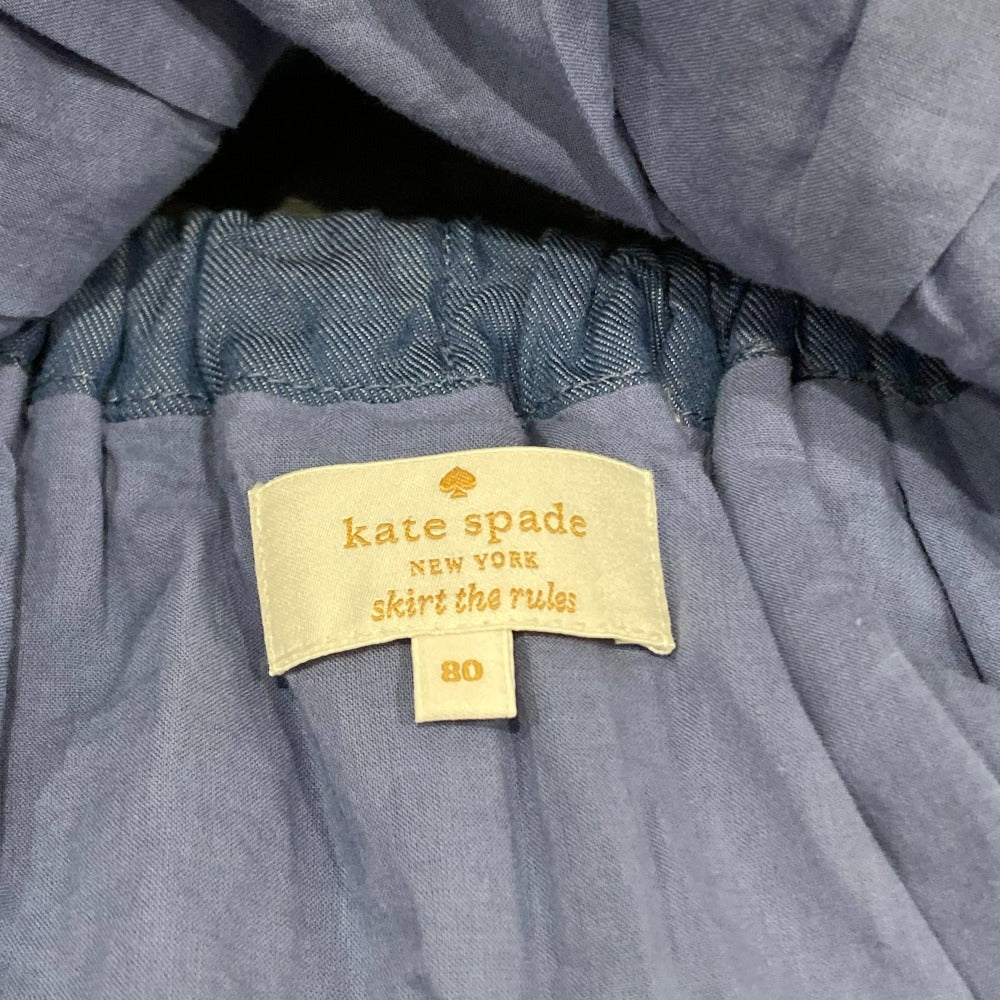 kate spade
NEW YORK
skirt the rules
80